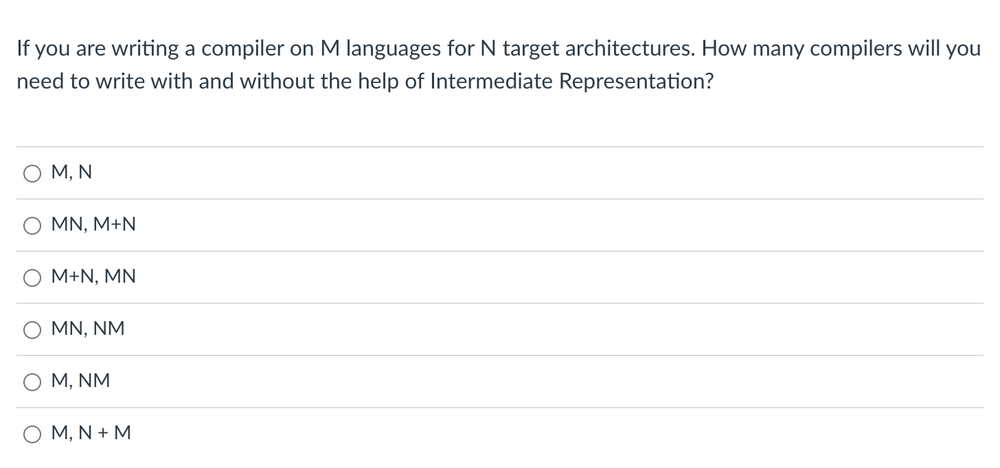 If you are writing a compiler on M languages for N target architectures. How many compilers will you
need to write with and without the help of Intermediate Representation?
M, N
MN, M+N
M+N, MN
MN, NM
M, NM
M, N + M